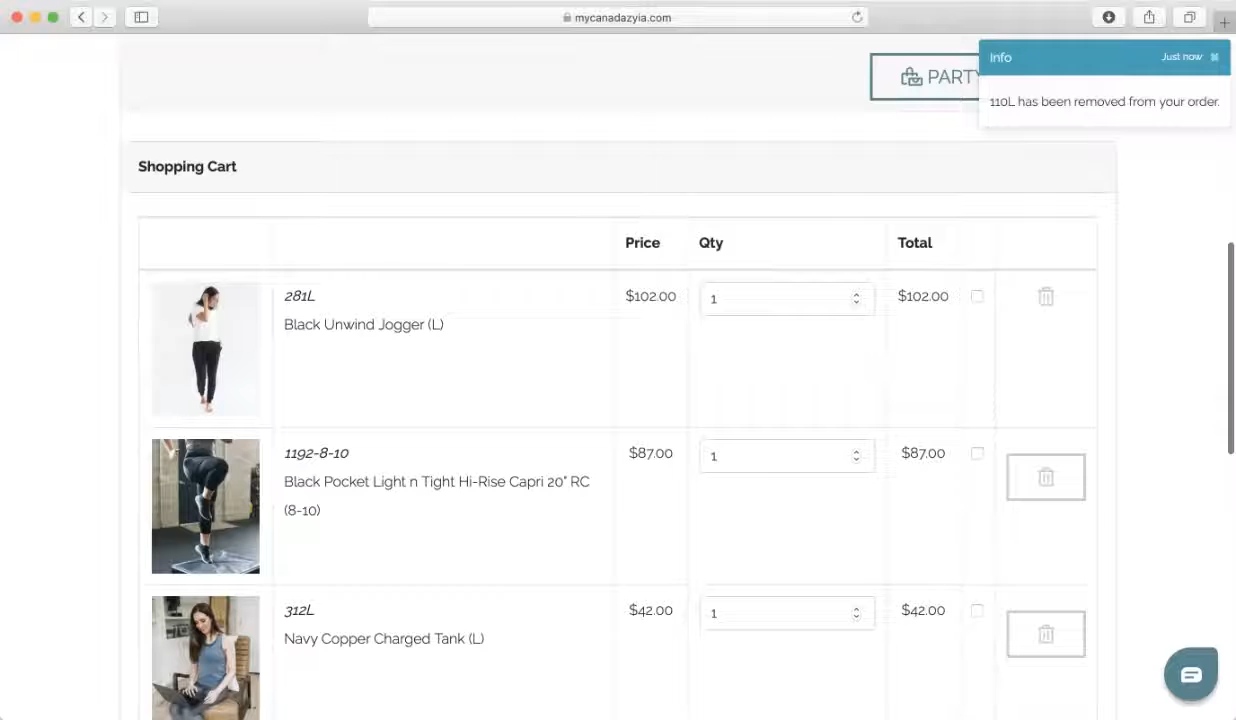 mycanadazyia.com
Info
Just now
110L has been removed from your order.
PARTY
Shopping Cart
Price Qty Total
281L $102.00 1 $102.00
Black Unwind Jogger (L)
1192-8-10 $87.00 1 $87.00
Black Pocket Light n Tight Hi-Rise Capri 20" RC
(8-10)
312L $42.00 1 $42.00
Navy Copper Charged Tank (L)